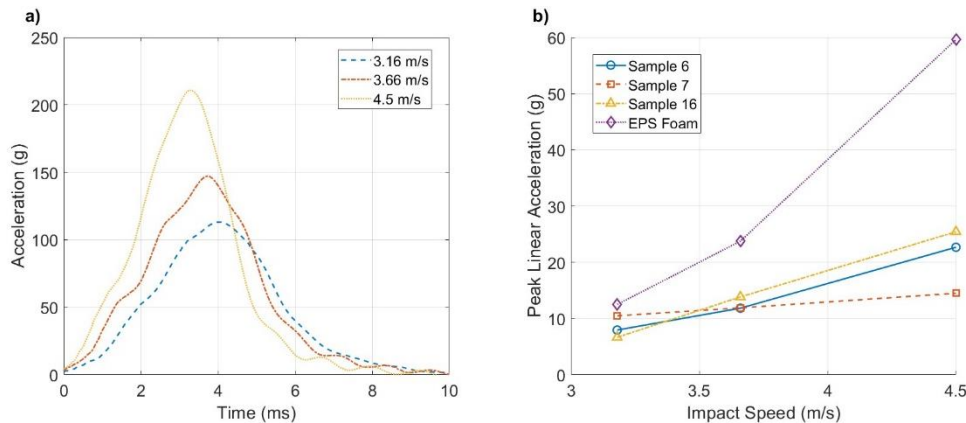 a)
250
200
150
100
50
0
Acceleration (g)
3.16 m/s
3.66 m/s
4.5 m/s
0 2 4 6 8 10
Time (ms)
b)
60
50
40
30
20
10
0
Peak Linear Acceleration (g)
Sample 6
Sample 7
Sample 16
EPS Foam
3 3.5 4 4.5
Impact Speed (m/s)